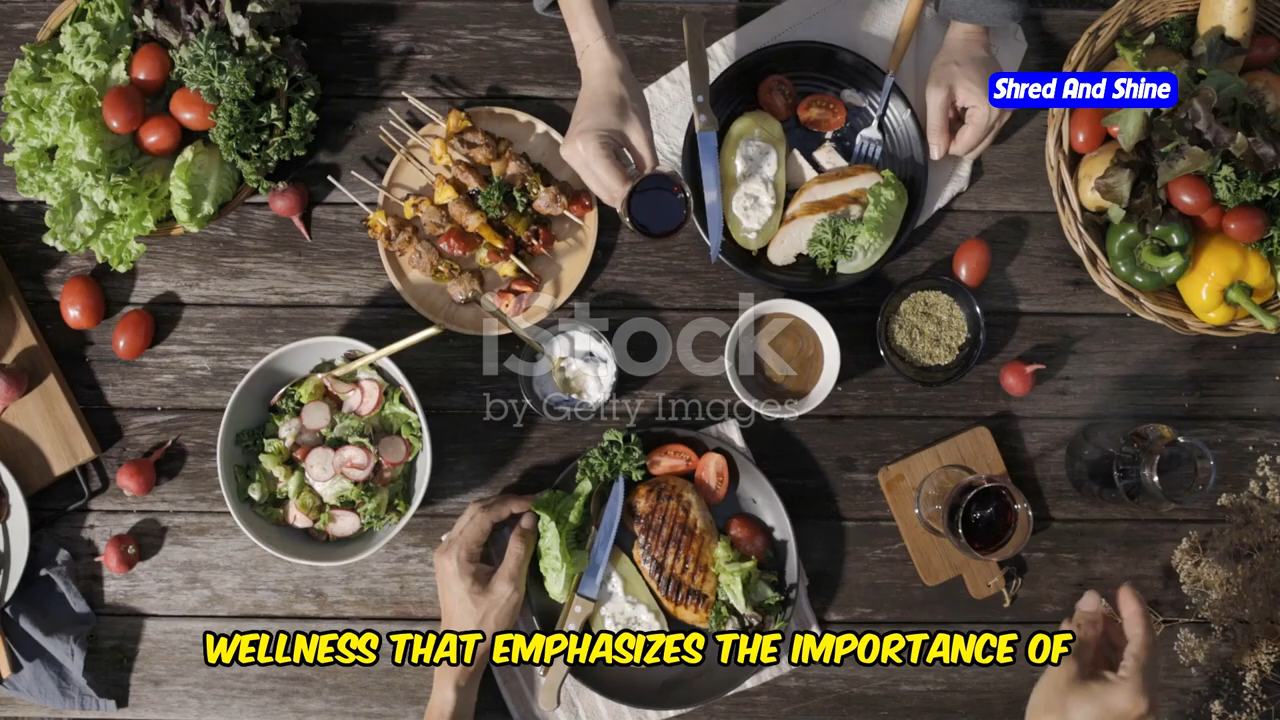 Shred And Shine
iStock
by Getty Images
WELLNESS THAT EMPHASIZES THE IMPORTANCE OF